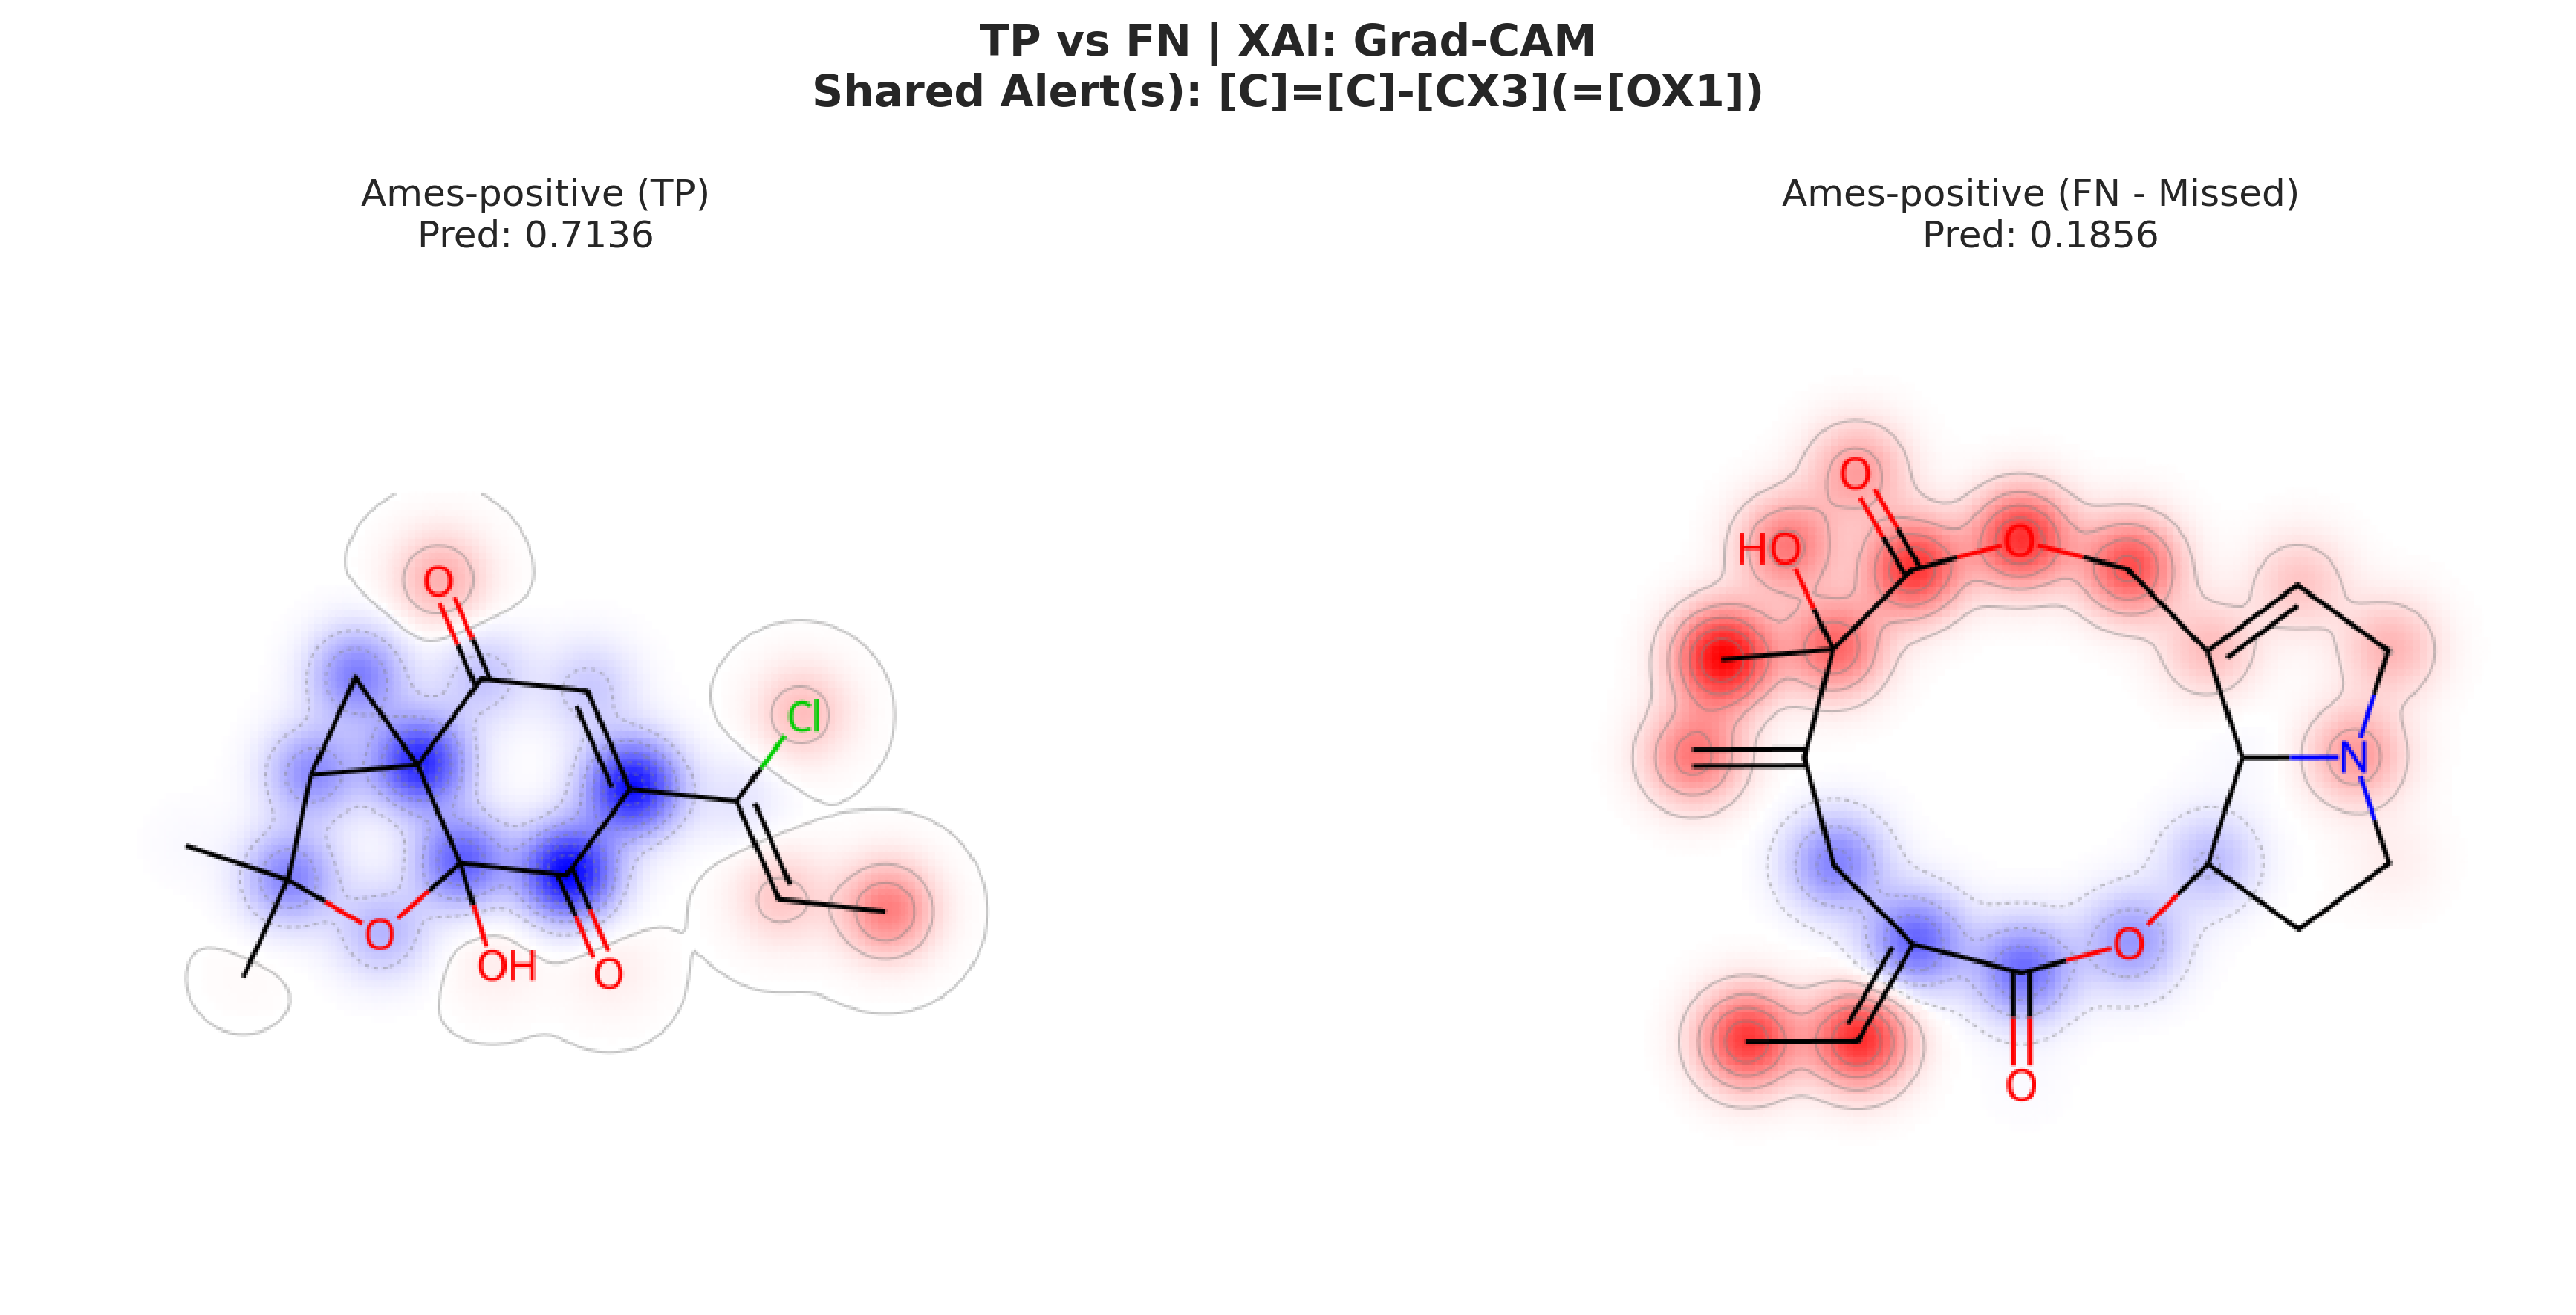 TP vs FN | XAI: Grad-CAM
Shared Alert(s): [C]=[C]-[CX3](=[OX1])
Ames-positive (TP)
Pred: 0.7136
Ames-positive (FN - Missed)
Pred: 0.1856
O
Cl
O
OH
O
O
HO
O
N
O
O